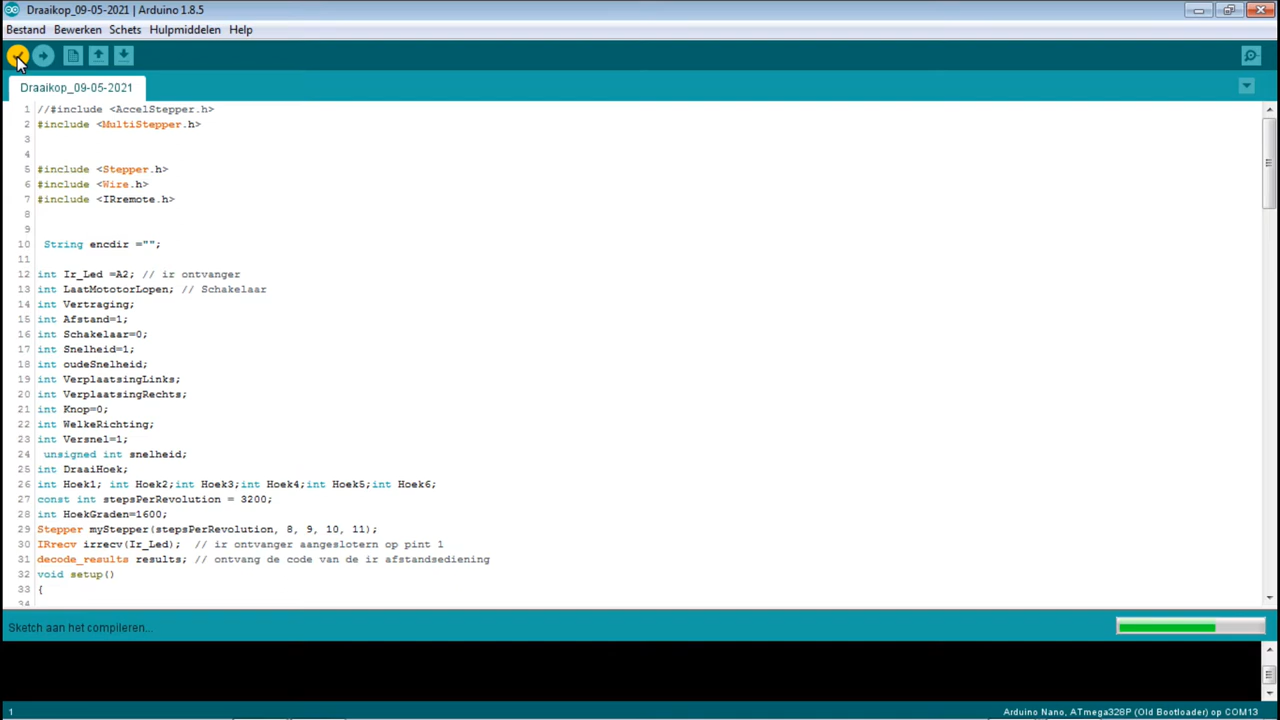 Draaikop_09-05-2021 | Arduino 1.8.5
Bestand Bewerken Schets Hulpmiddelen Help
Draaikop_09-05-2021
1 //#include <AccelStepper.h>
2 #include <MultiStepper.h>
3
4
5 #include <Stepper.h>
6 #include <Wire.h>
7 #include <IRremote.h>
8
9
10 String encdir ="";
11
12 int Ir_Led =A2; // ir ontvanger
13 int LaatMototorLopen; // Schakelaar
14 int Vertraging;
15 int Afstand=1;
16 int Schakelaar=0;
17 int Snelheid=1;
18 int oudeSnelheid;
19 int VerplaatsingLinks;
20 int VerplaatsingRechts;
21 int Knop=0;
22 int WelkeRichting;
23 int Versnel=1;
24 unsigned int snelheid;
25 int DraaiHoek;
26 int Hoek1; int Hoek2;int Hoek3;int Hoek4;int Hoek5;int Hoek6;
27 const int stepsPerRevolution = 3200;
28 int HoekGraden=1600;
29 Stepper myStepper(stepsPerRevolution, 8, 9, 10, 11);
30 IRrecv irrecv(Ir_Led); // ir ontvanger aangeslotern op pint 1
31 decode_results results; // ontvang de code van de ir afstandsediening
32 void setup()
33 {
34
Sketch aan het compileren...
1 Arduino Nano, ATmega328P (Old Bootloader) op COM13